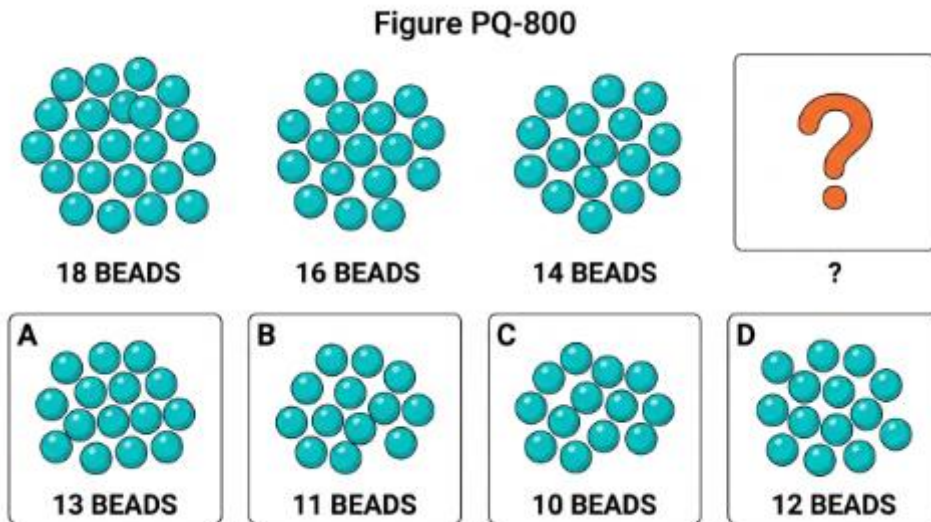 Figure PQ-800
?
18 BEADS
16 BEADS
14 BEADS
?
A
B
C
D
13 BEADS
11 BEADS
10 BEADS
12 BEADS